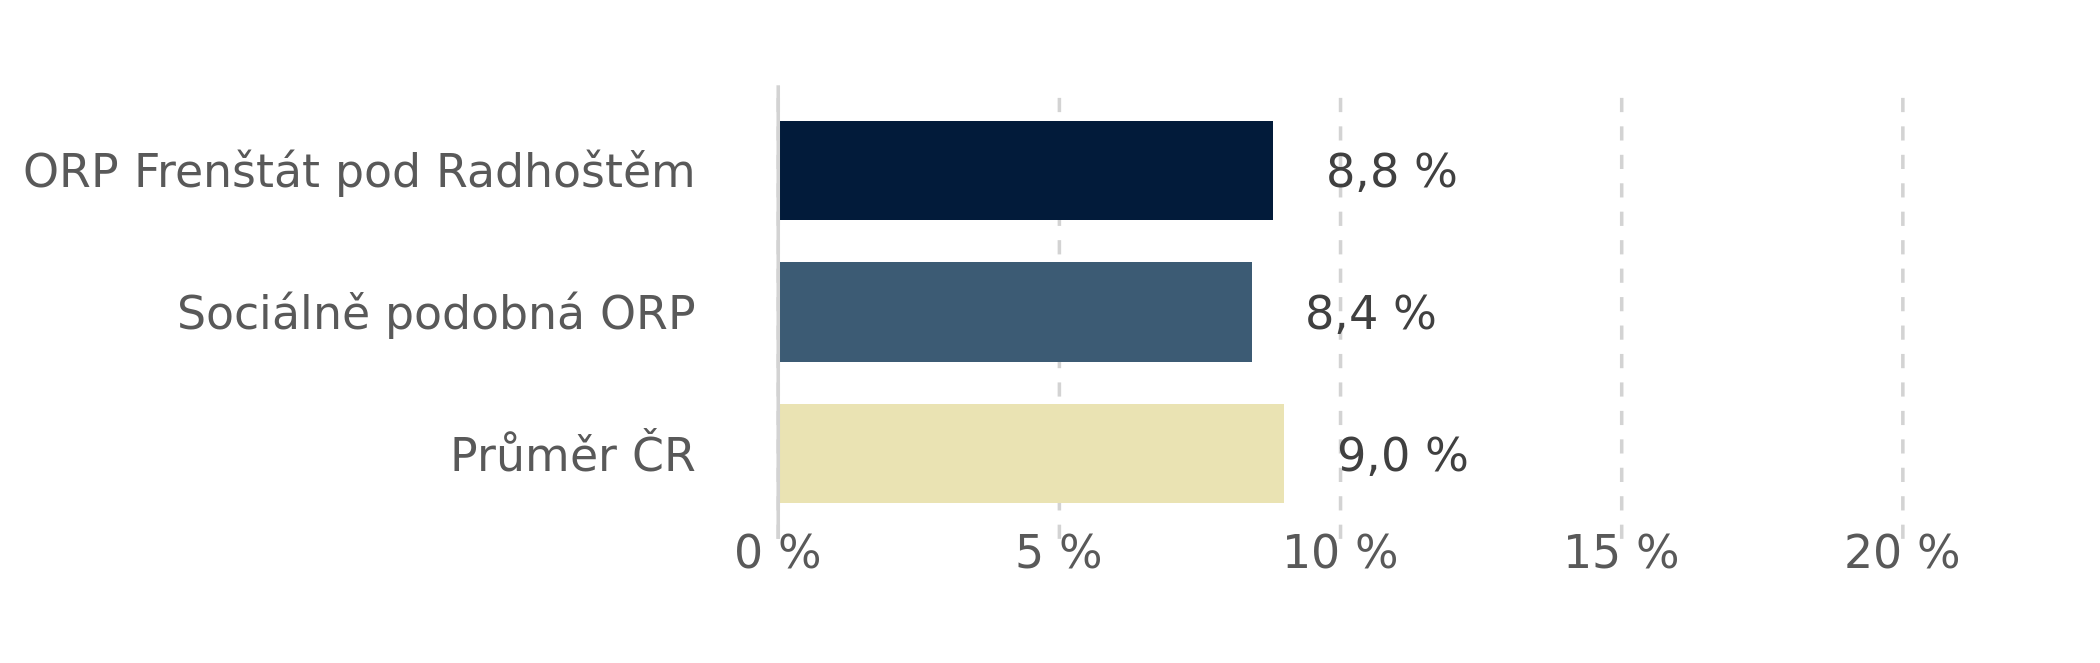 ORP Frenštát pod Radhoštěm 8,8 %
Sociálně podobná ORP 8,4 %
Průměr ČR 9,0 %
0 % 5 % 10 % 15 % 20 %